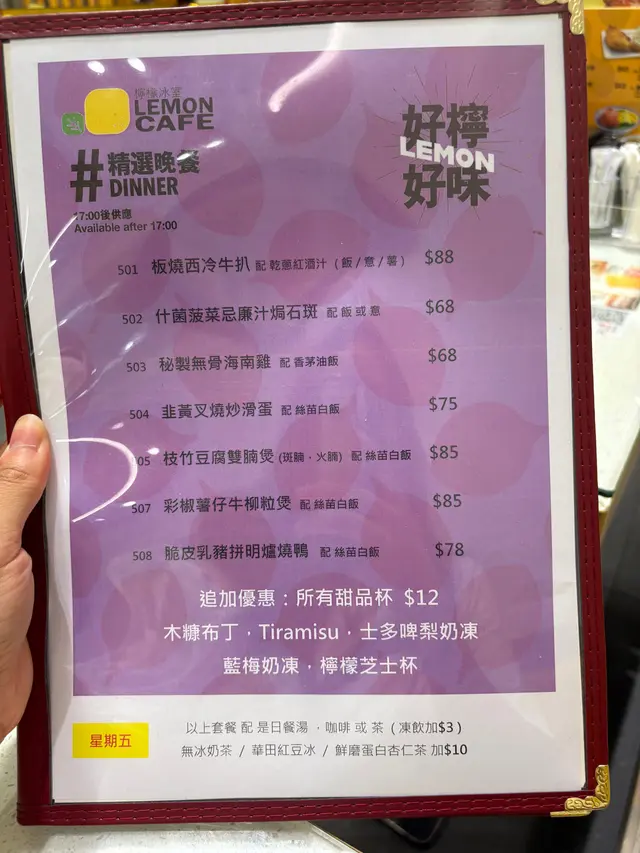 檸檬冰室
LEMON
CAFE
#精選晚餐
DINNER
17:00後供應
Available after 17:00
好檸
LEMON
好味
501 板燒西冷牛扒 配 乾蔥紅酒汁 (飯/意/薯) $88
502 什菌菠菜忌廉汁焗石斑 配 飯 或 意 $68
503 秘製無骨海南雞 配 香茅油飯 $68
504 韭黃叉燒炒滑蛋 配 絲苗白飯 $75
505 枝竹豆腐雙腩煲 (斑腩,火腩) 配 絲苗白飯 $85
507 彩椒薯仔牛柳粒煲 配 絲苗白飯 $85
508 脆皮乳豬拼明爐燒鴨 配 絲苗白飯 $78
追加優惠：所有甜品杯 $12
木糠布丁，Tiramisu，士多啤梨奶凍
藍梅奶凍，檸檬芝士杯
星期五
以上套餐 配 是日餐湯 ，咖啡 或 茶 (凍飲加$3)
無冰奶茶 / 華田紅豆冰 / 鮮磨蛋白杏仁茶 加$10